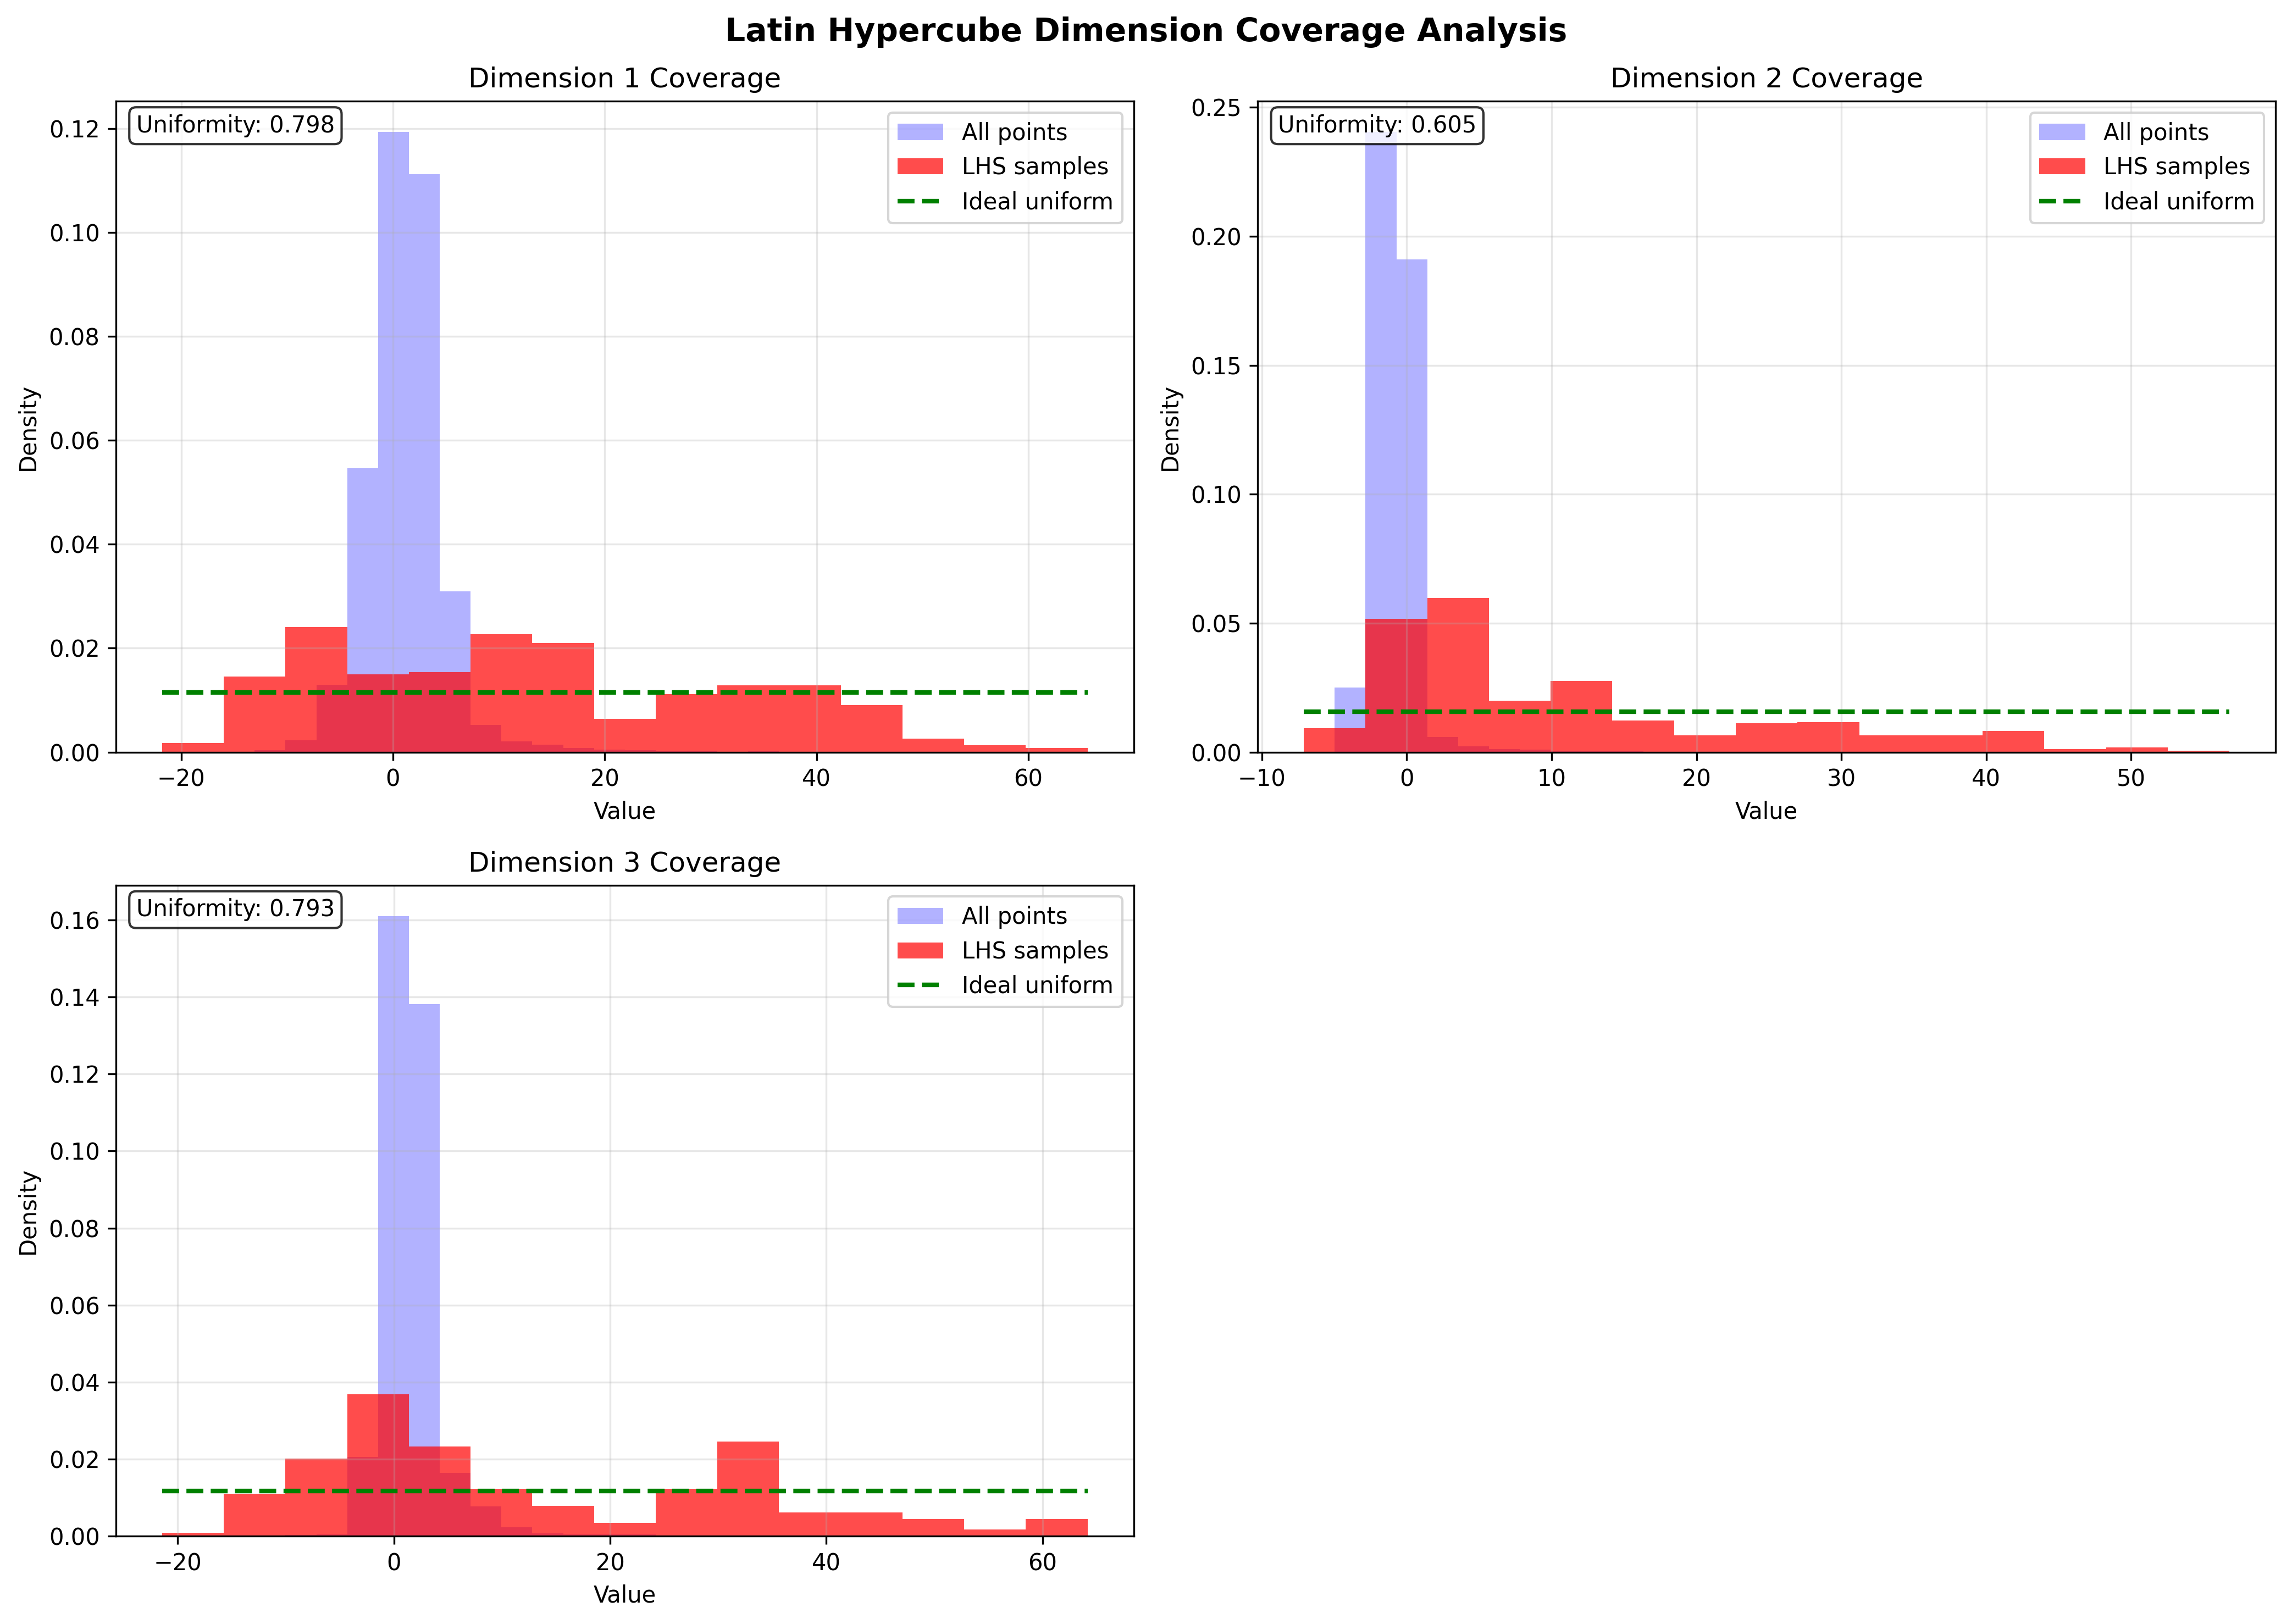 Latin Hypercube Dimension Coverage Analysis
Dimension 1 Coverage
Uniformity: 0.798
All points
LHS samples
Ideal uniform
0.12
0.10
0.08
0.06
0.04
0.02
0.00
Density
−20 0 20 40 60
Value
Dimension 2 Coverage
Uniformity: 0.605
All points
LHS samples
Ideal uniform
0.25
0.20
0.15
0.10
0.05
0.00
Density
−10 0 10 20 30 40 50
Value
Dimension 3 Coverage
Uniformity: 0.793
All points
LHS samples
Ideal uniform
0.16
0.14
0.12
0.10
0.08
0.06
0.04
0.02
0.00
Density
−20 0 20 40 60
Value